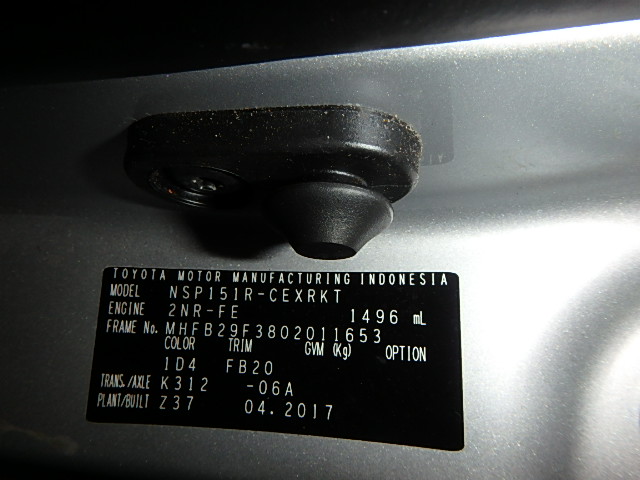 TOYOTA MOTOR MANUFACTURING INDONESIA
MODEL NSP151R-CEXRKT
ENGINE 2NR-FE 1496 mL
FRAME No. MHFB29F3802011653
COLOR TRIM GVM (Kg) OPTION
1D4 FB20
TRANS./AXLE K312 -06A
PLANT/BUILT Z37 04.2017